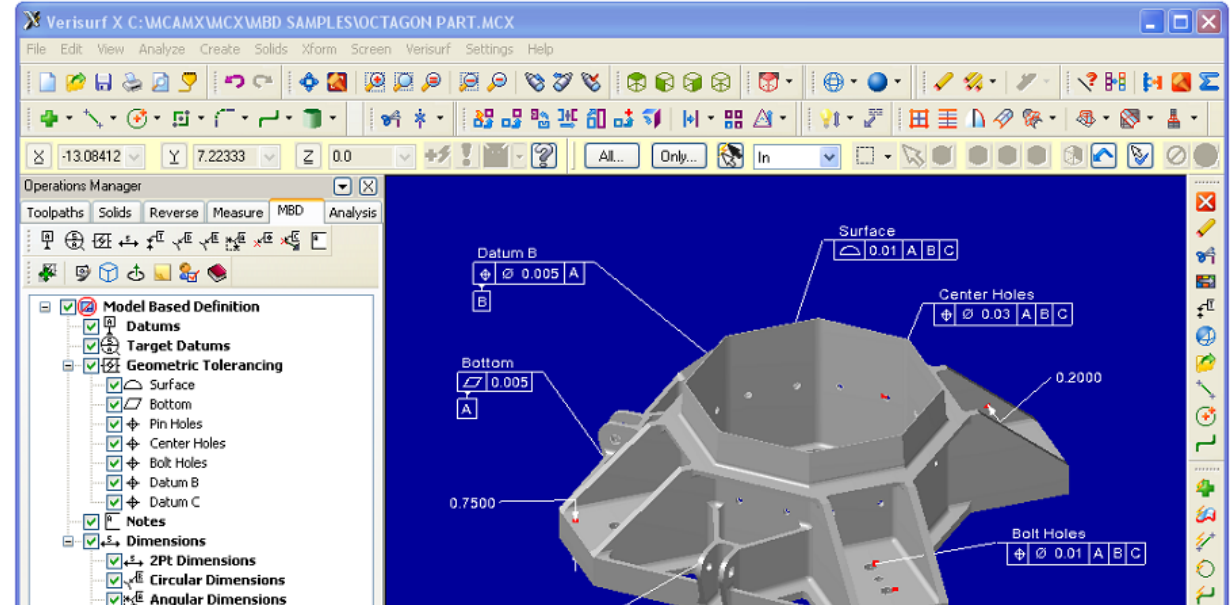 Verisurf X C:\MCAMX\MCX\MBD SAMPLES\OCTAGON PART.MCX
File Edit View Analyze Create Solids Xform Screen Verisurf Settings Help
X -13.08412 Y 7.22333 Z 0.0 All... Only... In
Operations Manager
Toolpaths Solids Reverse Measure MBD Analysis
Model Based Definition
Datums
Target Datums
Geometric Tolerancing
Surface
Bottom
Pin Holes
Center Holes
Bolt Holes
Datum B
Datum C
Notes
Dimensions
2Pt Dimensions
Circular Dimensions
Angular Dimensions
Surface
0.01 A B C
Datum B
Ø 0.005 A
B
Center Holes
Ø 0.03 A B C
Bottom
0.005
A
0.2000
0.7500
Bolt Holes
Ø 0.01 A B C